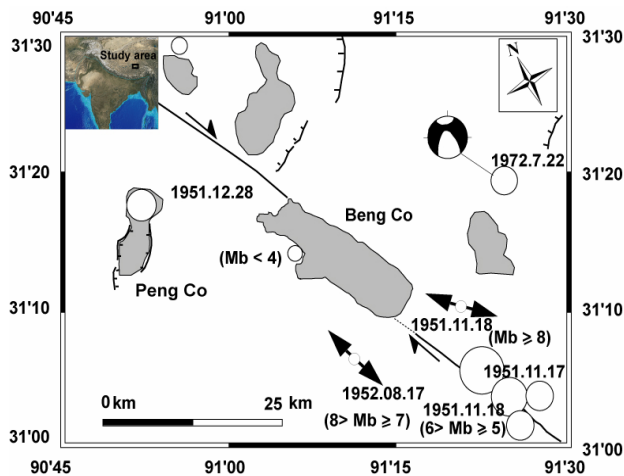 90'45 91'00 91'15 91'30
31'30 31'30
Study area
N
1972.7.22
31'20 31'20
1951.12.28
Beng Co
(Mb < 4)
Peng Co
31'10 31'10
1951.11.18
(Mb ⩾ 8)
1951.11.17
1952.08.17
1951.11.18
(8> Mb ⩾ 7)
(6> Mb ⩾ 5)
0 km 25 km
31'00 31'00
90'45 91'00 91'15 91'30